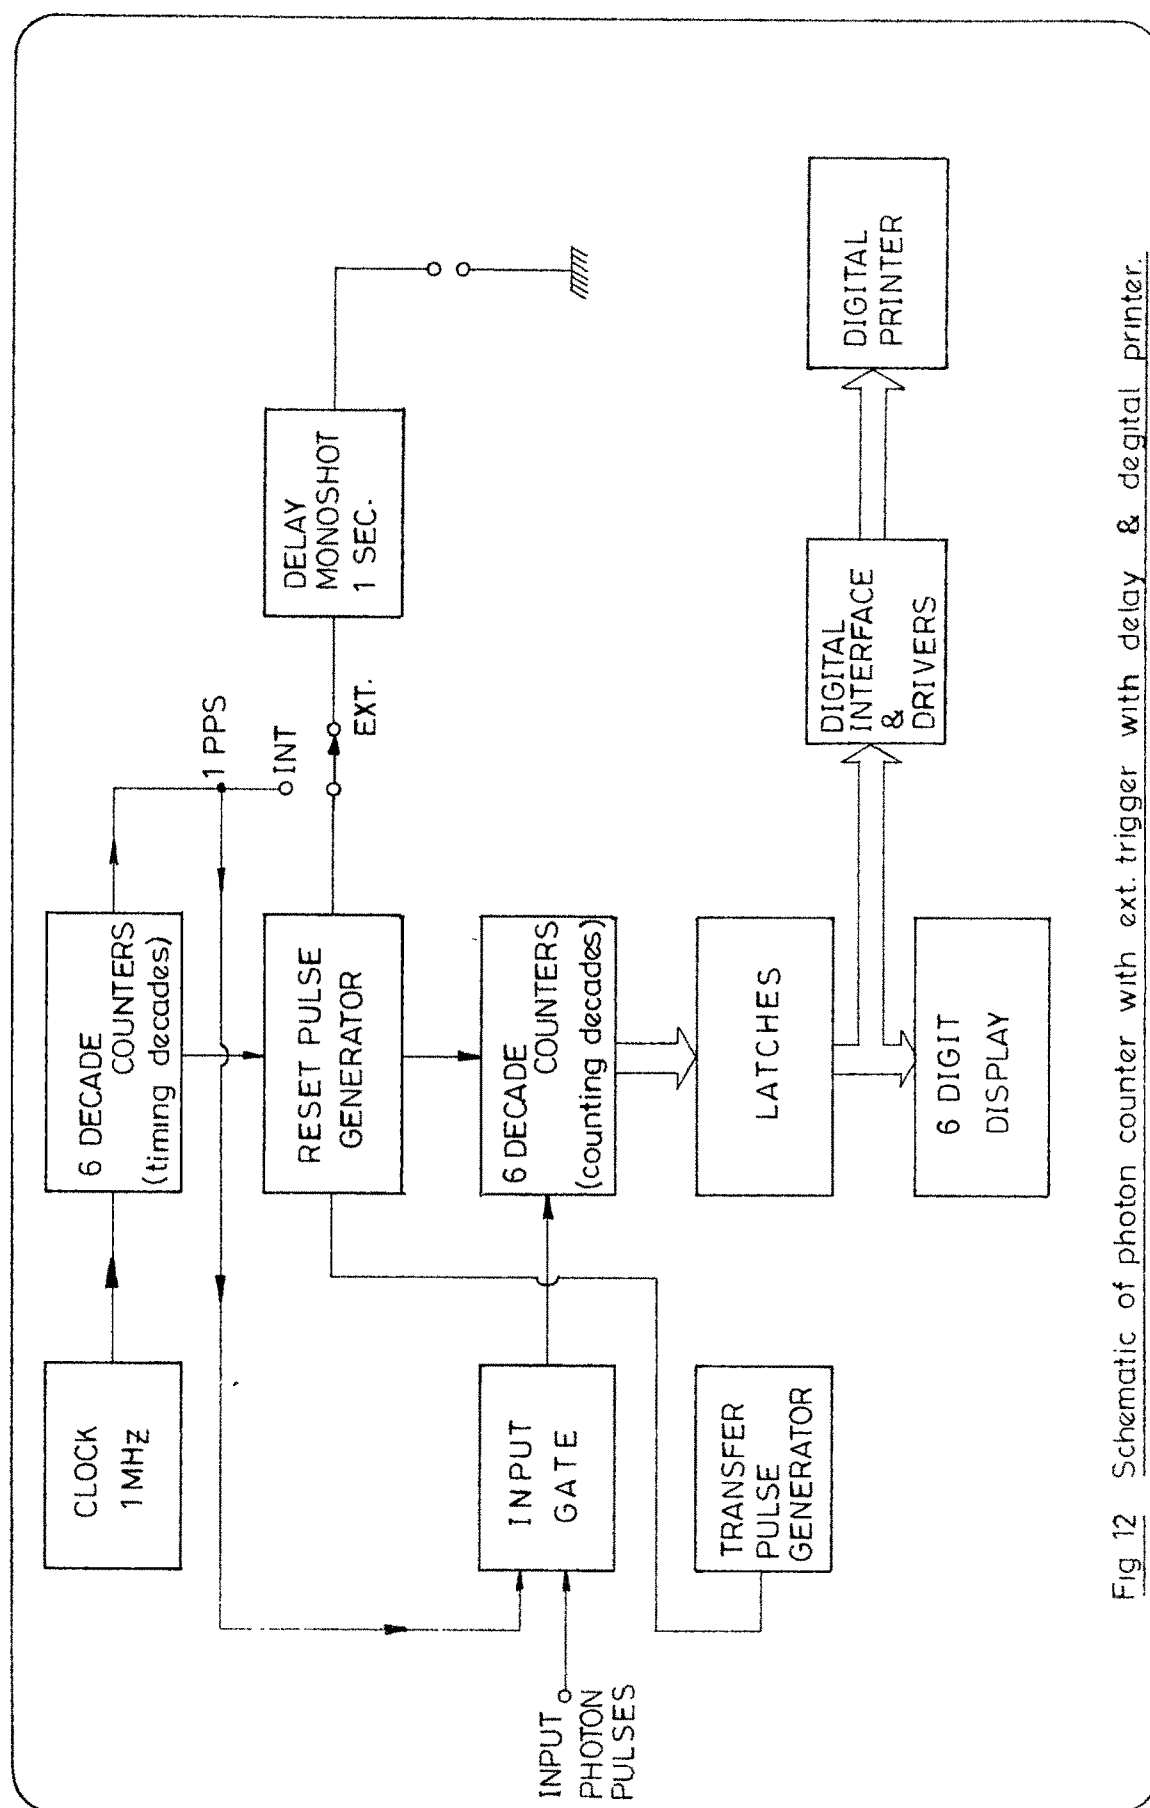 CLOCK
1MHZ
6 DECADE
COUNTERS
(timing decades)
1 PPS
INT
EXT.
RESET PULSE
GENERATOR
DELAY
MONOSHOT
1 SEC.
INPUT
PHOTON
PULSES
INPUT
GATE
6 DECADE
COUNTERS
(counting decades)
TRANSFER
PULSE
GENERATOR
LATCHES
DIGITAL
INTERFACE
&
DRIVERS
DIGITAL
PRINTER
6 DIGIT
DISPLAY
Fig 12 Schematic of photon counter with ext. trigger with delay & degital printer.